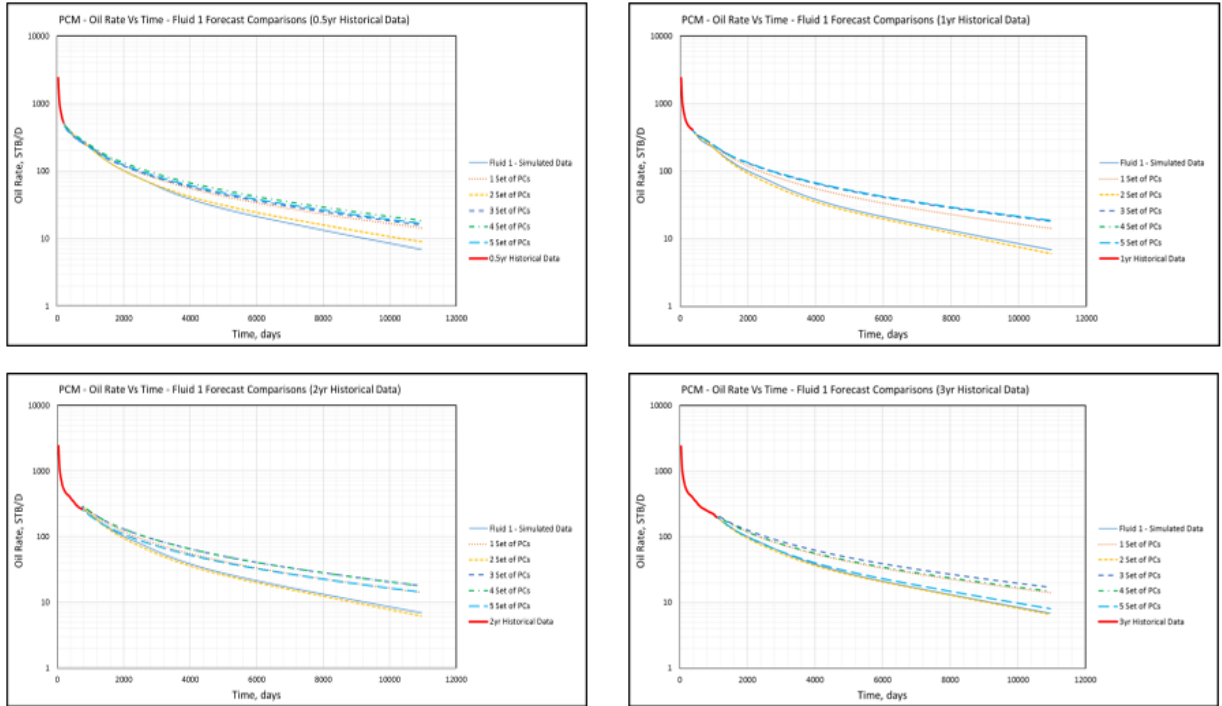 PCM - Oil Rate Vs Time - Fluid 1 Forecast Comparisons (0.5yr Historical Data)
10000
1000
100
10
1
Oil Rate, STB/D
0 2000 4000 6000 8000 10000 12000
Time, days
Fluid 1 - Simulated Data
1 Set of PCs
2 Set of PCs
3 Set of PCs
4 Set of PCs
5 Set of PCs
0.5yr Historical Data
PCM - Oil Rate Vs Time - Fluid 1 Forecast Comparisons (1yr Historical Data)
10000
1000
100
10
1
Oil Rate, STB/D
0 2000 4000 6000 8000 10000 12000
Time, days
Fluid 1 - Simulated Data
1 Set of PCs
2 Set of PCs
3 Set of PCs
4 Set of PCs
5 Set of PCs
1yr Historical Data
PCM - Oil Rate Vs Time - Fluid 1 Forecast Comparisons (2yr Historical Data)
10000
1000
100
10
1
Oil Rate, STB/D
0 2000 4000 6000 8000 10000 12000
Time, days
Fluid 1 - Simulated Data
1 Set of PCs
2 Set of PCs
3 Set of PCs
4 Set of PCs
5 Set of PCs
2yr Historical Data
PCM - Oil Rate Vs Time - Fluid 1 Forecast Comparisons (3yr Historical Data)
10000
1000
100
10
1
Oil Rate, STB/D
0 2000 4000 6000 8000 10000 12000
Time, days
Fluid 1 - Simulated Data
1 Set of PCs
2 Set of PCs
3 Set of PCs
4 Set of PCs
5 Set of PCs
3yr Historical Data